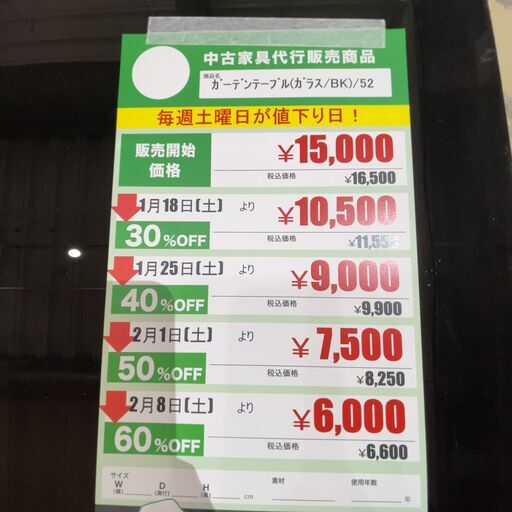 中古家具代行販売商品
商品名
ガーデンテーブル(ガラス/BK)/52
毎週土曜日が値下り日！
販売開始
価格
¥15,000
税込価格 ¥16,500
1月18日(土) より ¥10,500
30%OFF 税込価格 ¥11,550
1月25日(土) より ¥9,000
40%OFF 税込価格 ¥9,900
2月1日(土) より ¥7,500
50%OFF 税込価格 ¥8,250
2月8日(土) より ¥6,000
60%OFF 税込価格 ¥6,600
サイズ 素材 使用年数
W D H
(幅) (奥行) (高) cm 年